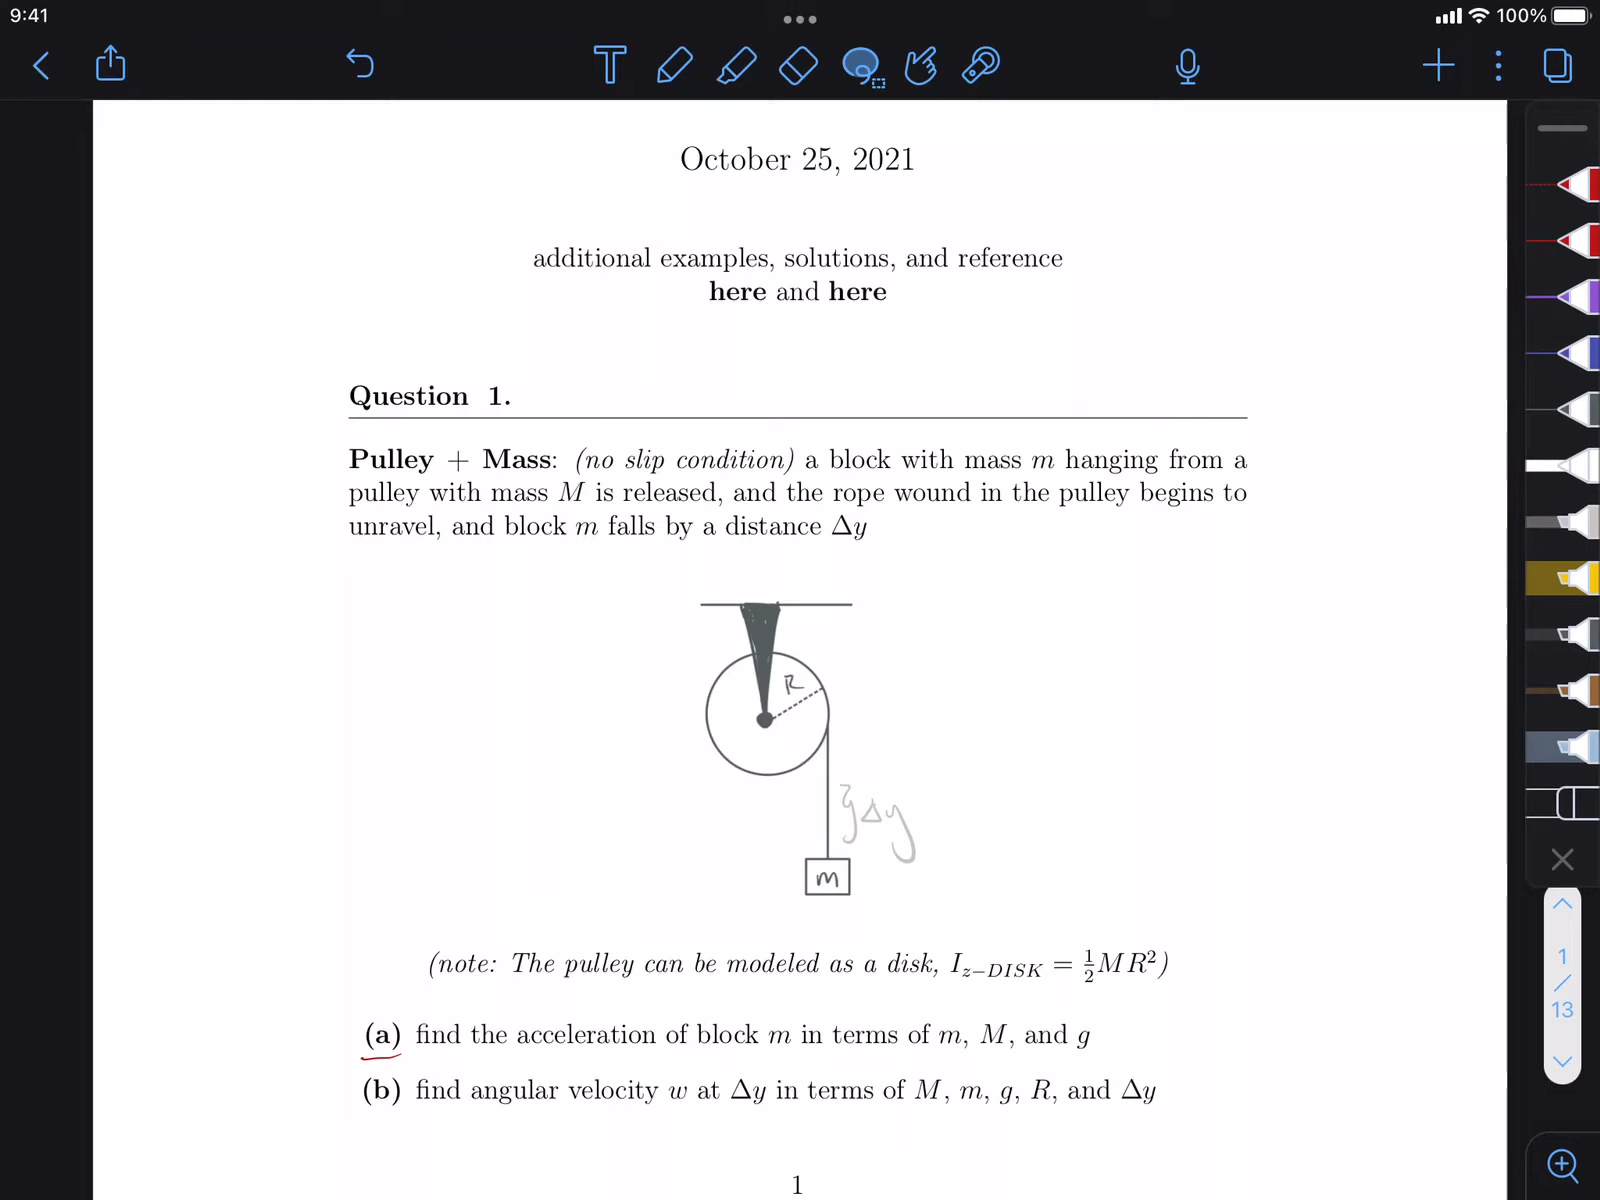 9:41
100%
October 25, 2021
additional examples, solutions, and reference
here and here
Question 1.
Pulley + Mass: (no slip condition) a block with mass m hanging from a
pulley with mass M is released, and the rope wound in the pulley begins to
unravel, and block m falls by a distance Δy
R
}Δy
m
(note: The pulley can be modeled as a disk, I_{z−DISK} = \frac{1}{2}MR²)
(a) find the acceleration of block m in terms of m, M, and g
(b) find angular velocity w at Δy in terms of M, m, g, R, and Δy
1
1
/
13